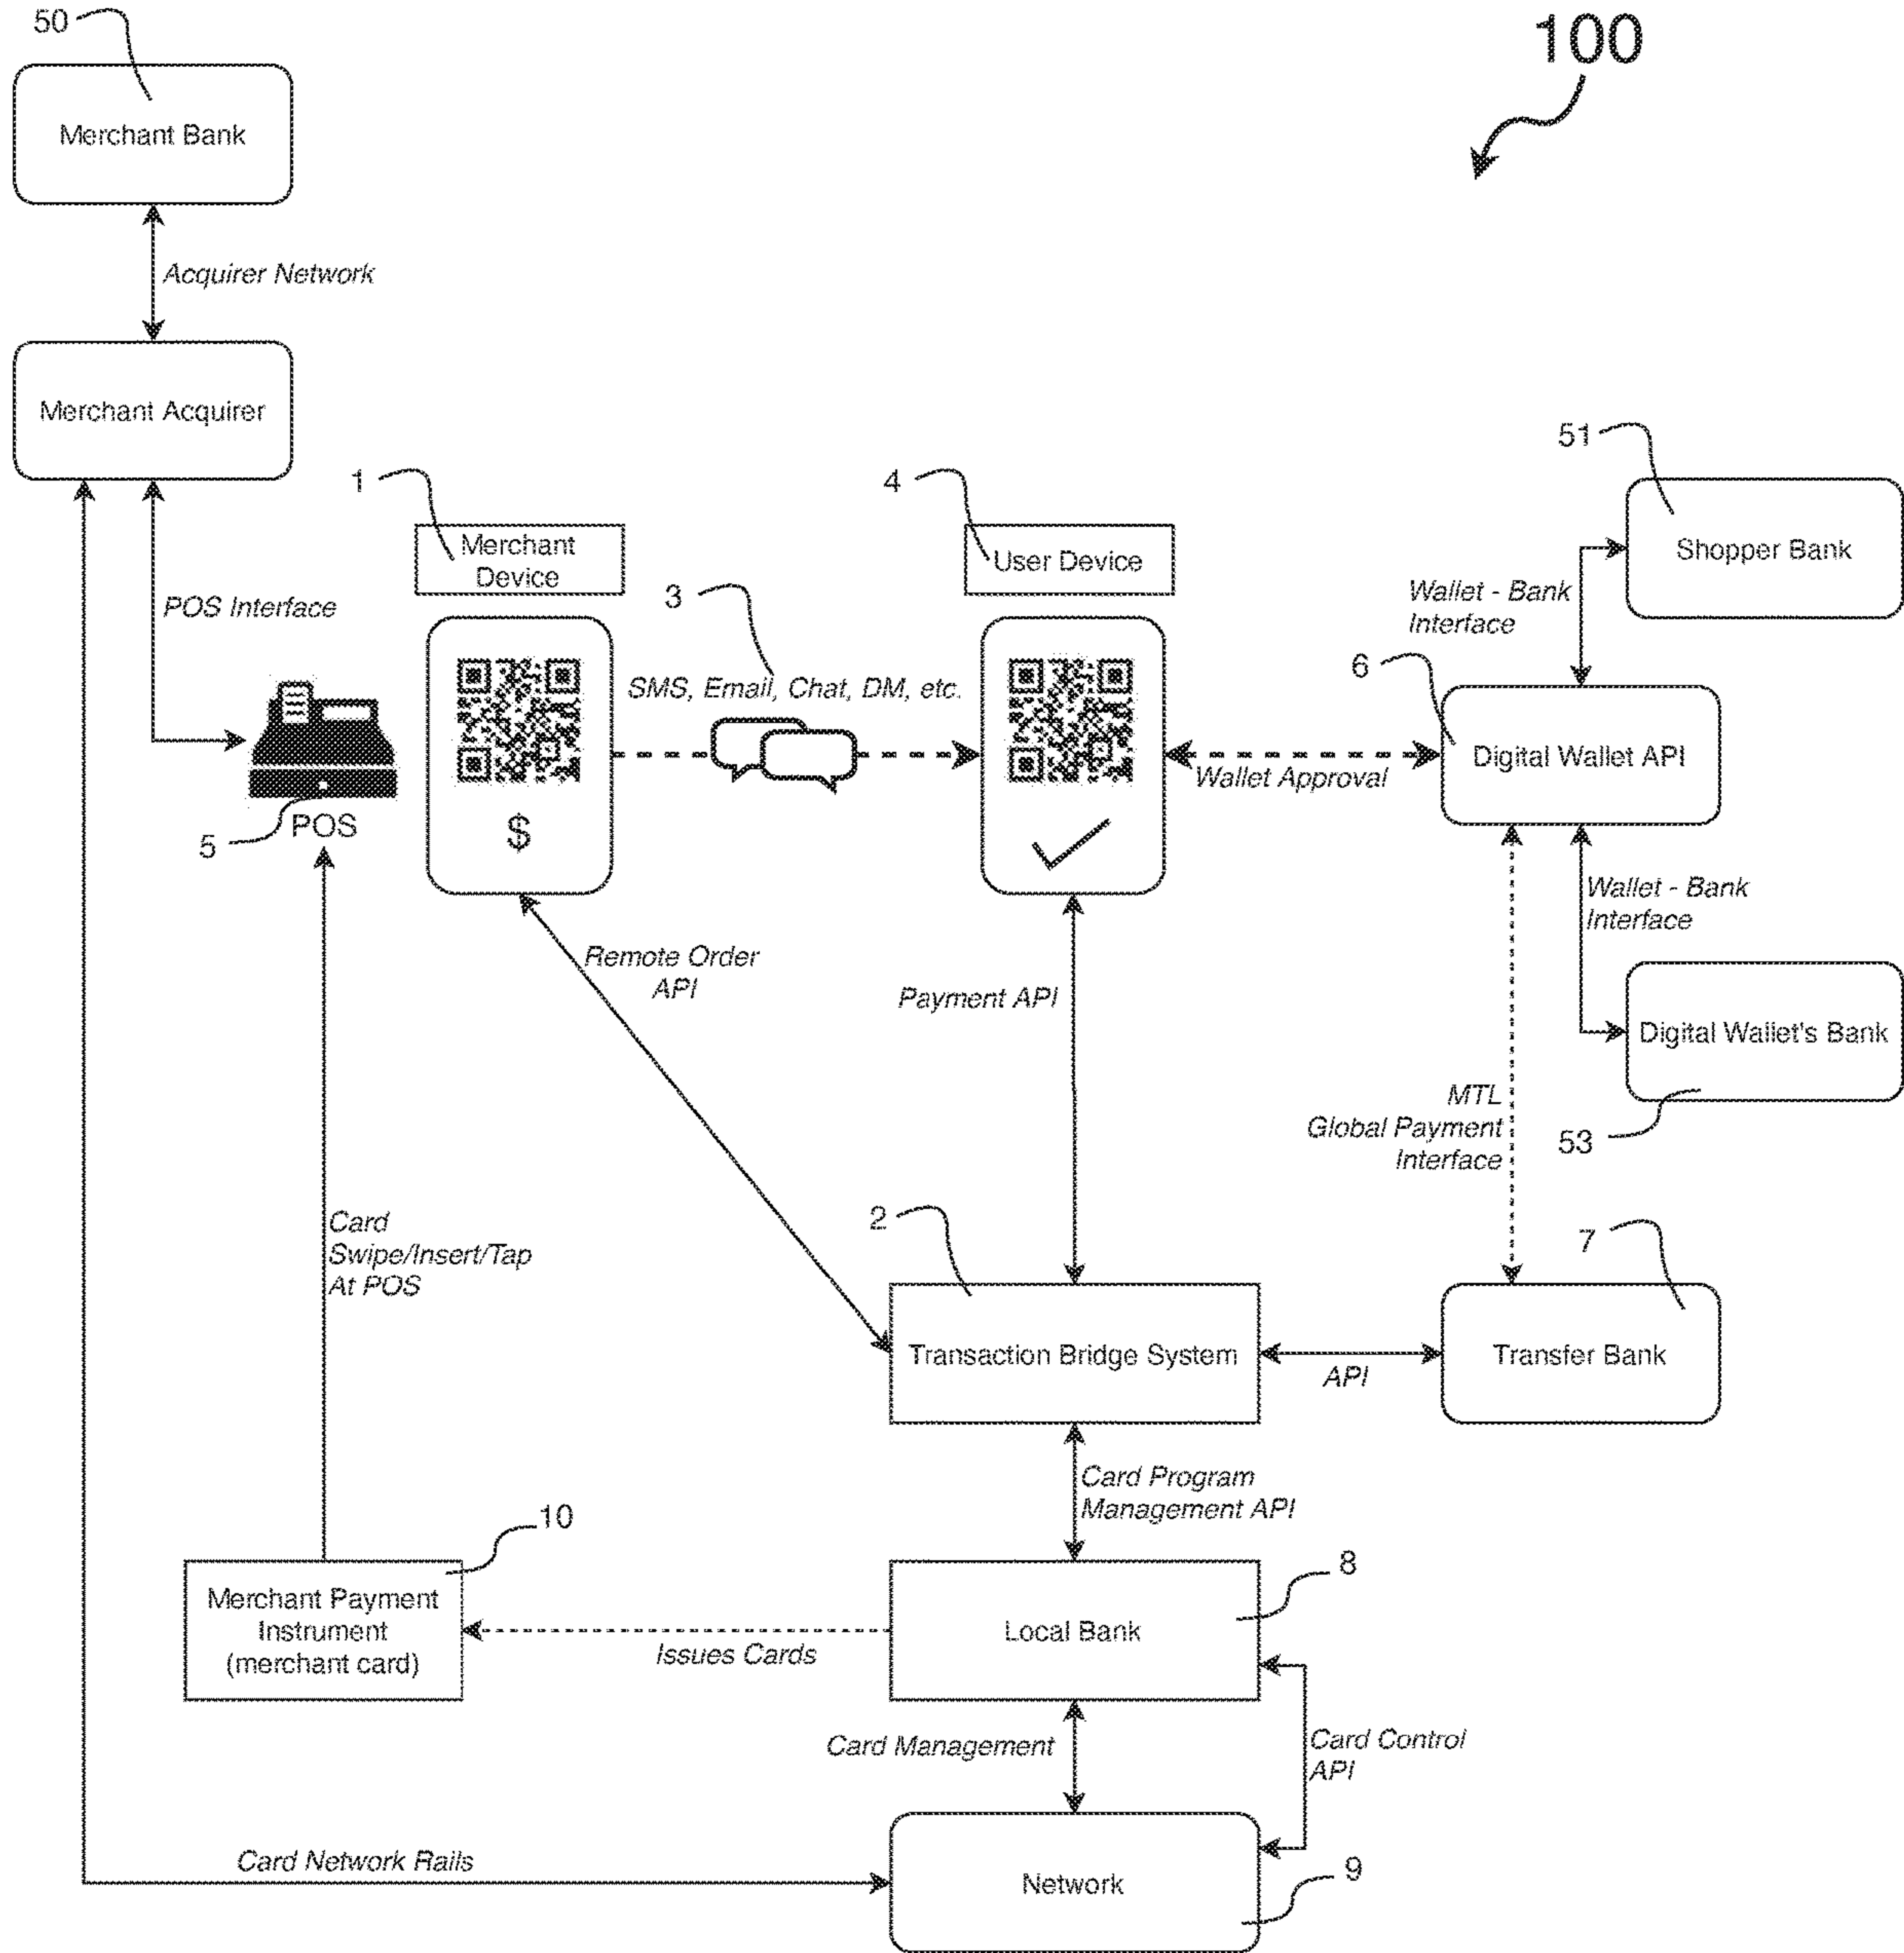 50
100
Merchant Bank
Acquirer Network
Merchant Acquirer
51
1
4
Merchant
Device
User Device
Shopper Bank
3
POS Interface
Wallet - Bank
Interface
6
SMS, Email, Chat, DM, etc.
Digital Wallet API
Wallet Approval
$
POS
5
Wallet - Bank
Interface
Remote Order
API
Payment API
Digital Wallet's Bank
MTL
Global Payment
Interface
53
Card
Swipe/Insert/Tap
At POS
2
7
Transaction Bridge System
API
Transfer Bank
Card Program
Management API
10
8
Merchant Payment
Instrument
(merchant card)
Issues Cards
Local Bank
Card Management
Card Control
API
Card Network Rails
Network
9